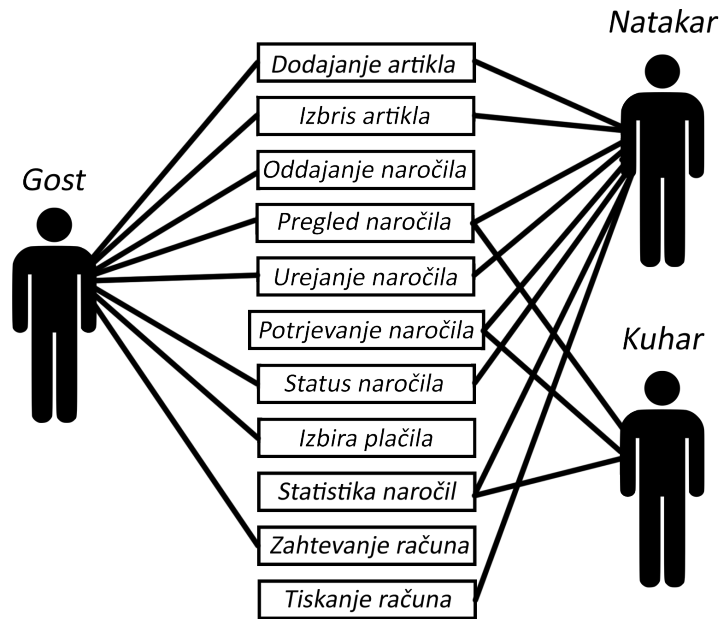 Natakar
Dodajanje artikla
Izbris artikla
Oddajanje naročila
Gost
Pregled naročila
Urejanje naročila
Potrjevanje naročila
Kuhar
Status naročila
Izbira plačila
Statistika naročil
Zahtevanje računa
Tiskanje računa